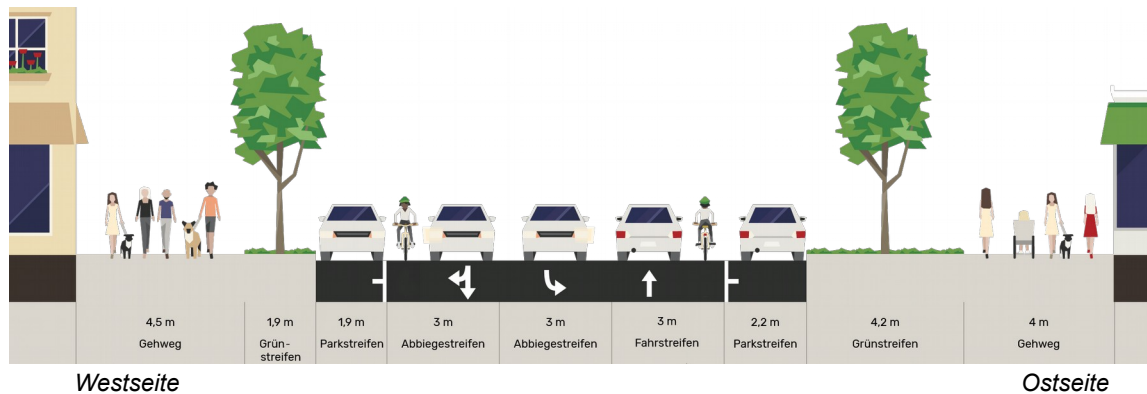 4,5 m
Gehweg
1,9 m
Grün-
streifen
1,9 m
Parkstreifen
3 m
Abbiegestreifen
3 m
Abbiegestreifen
3 m
Fahrstreifen
2,2 m
Parkstreifen
4,2 m
Grünstreifen
4 m
Gehweg
Westseite
Ostseite